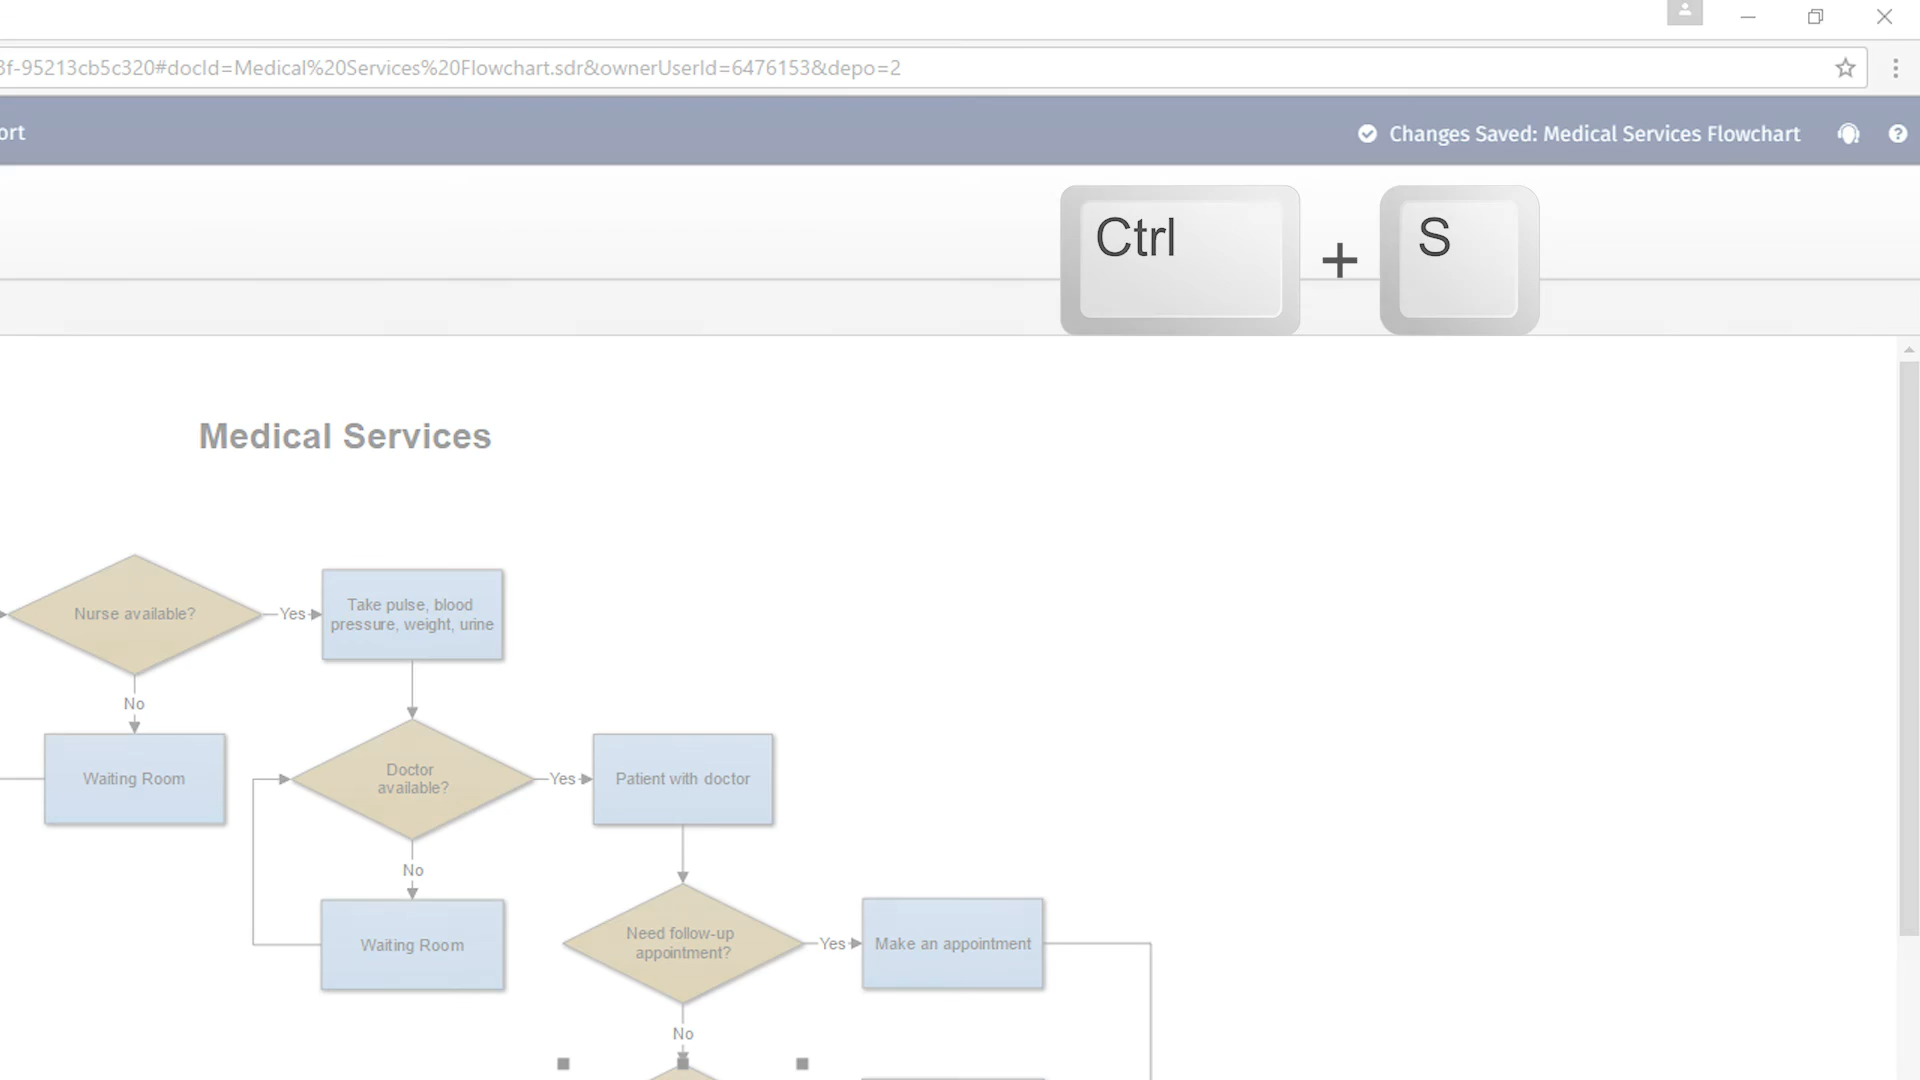 3f-95213cb5c320#docId=Medical%20Services%20Flowchart.sdr&ownerUserId=6476153&depo=2
ort
Changes Saved: Medical Services Flowchart
?
Ctrl
+
S
Medical Services
Nurse available?
Yes
Take pulse, blood
pressure, weight, urine
No
Waiting Room
Doctor
available?
Yes
Patient with doctor
No
Waiting Room
Need follow-up
appointment?
Yes
Make an appointment
No